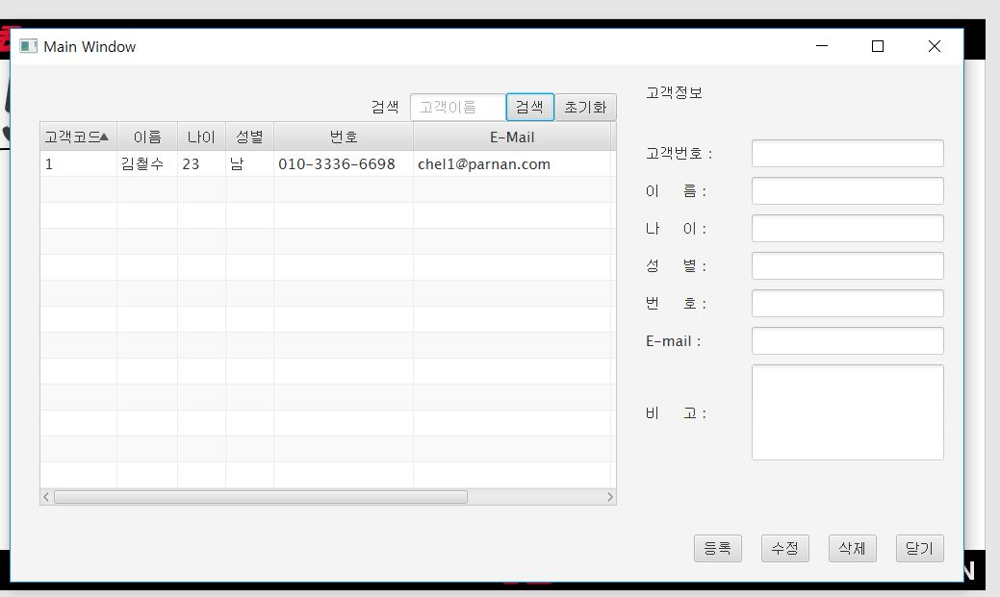 Main Window
검색 고객이름 검색 초기화
고객코드 이름 나이 성별 번호 E-Mail
1 김철수 23 남 010-3336-6698 chel1@parnan.com
고객정보
고객번호 :
이 름 :
나 이 :
성 별 :
번 호 :
E-mail :
비 고 :
등록 수정 삭제 닫기
N